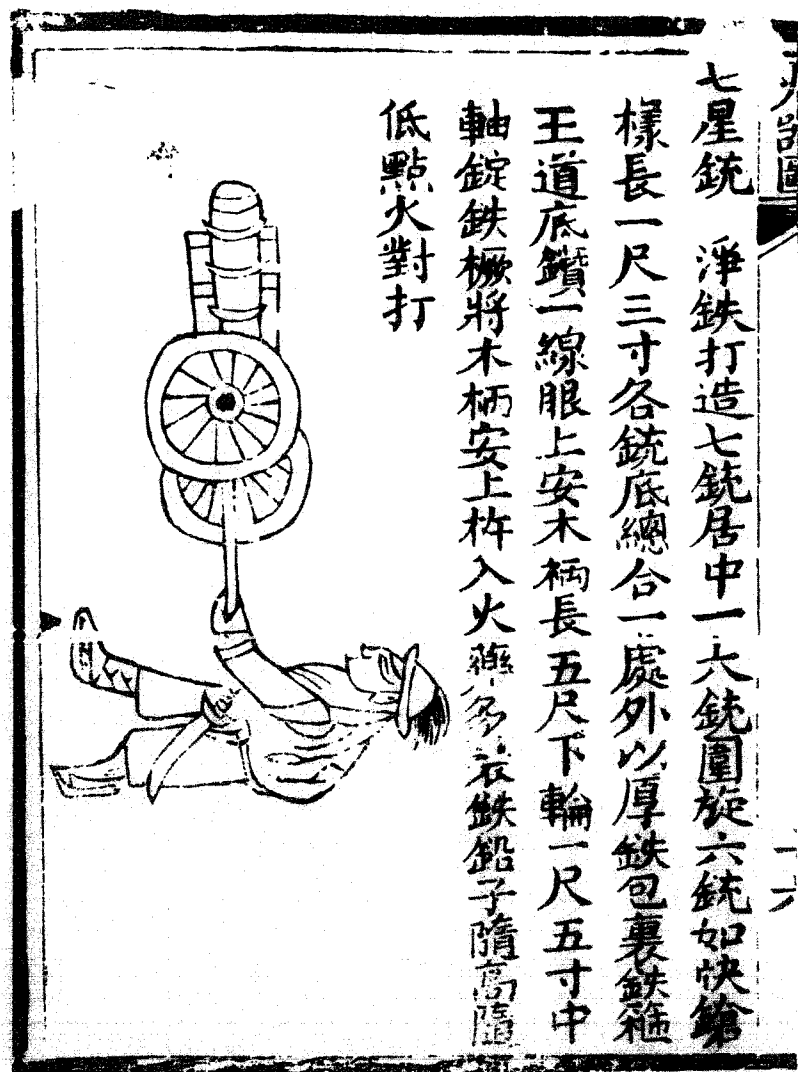 七星銃　淨鉄打造七銃居中一六銃圍旋六銃如快鎗
樣長一尺三寸各銃底總合一處外以厚鉄包裹鉄箍
王道底鑽一線眼上安木柄長五尺下輪一尺五寸中
軸錠鉄橛將木柄安上杵入火藥多裝鉄鉛子隨高隨
低點火對打